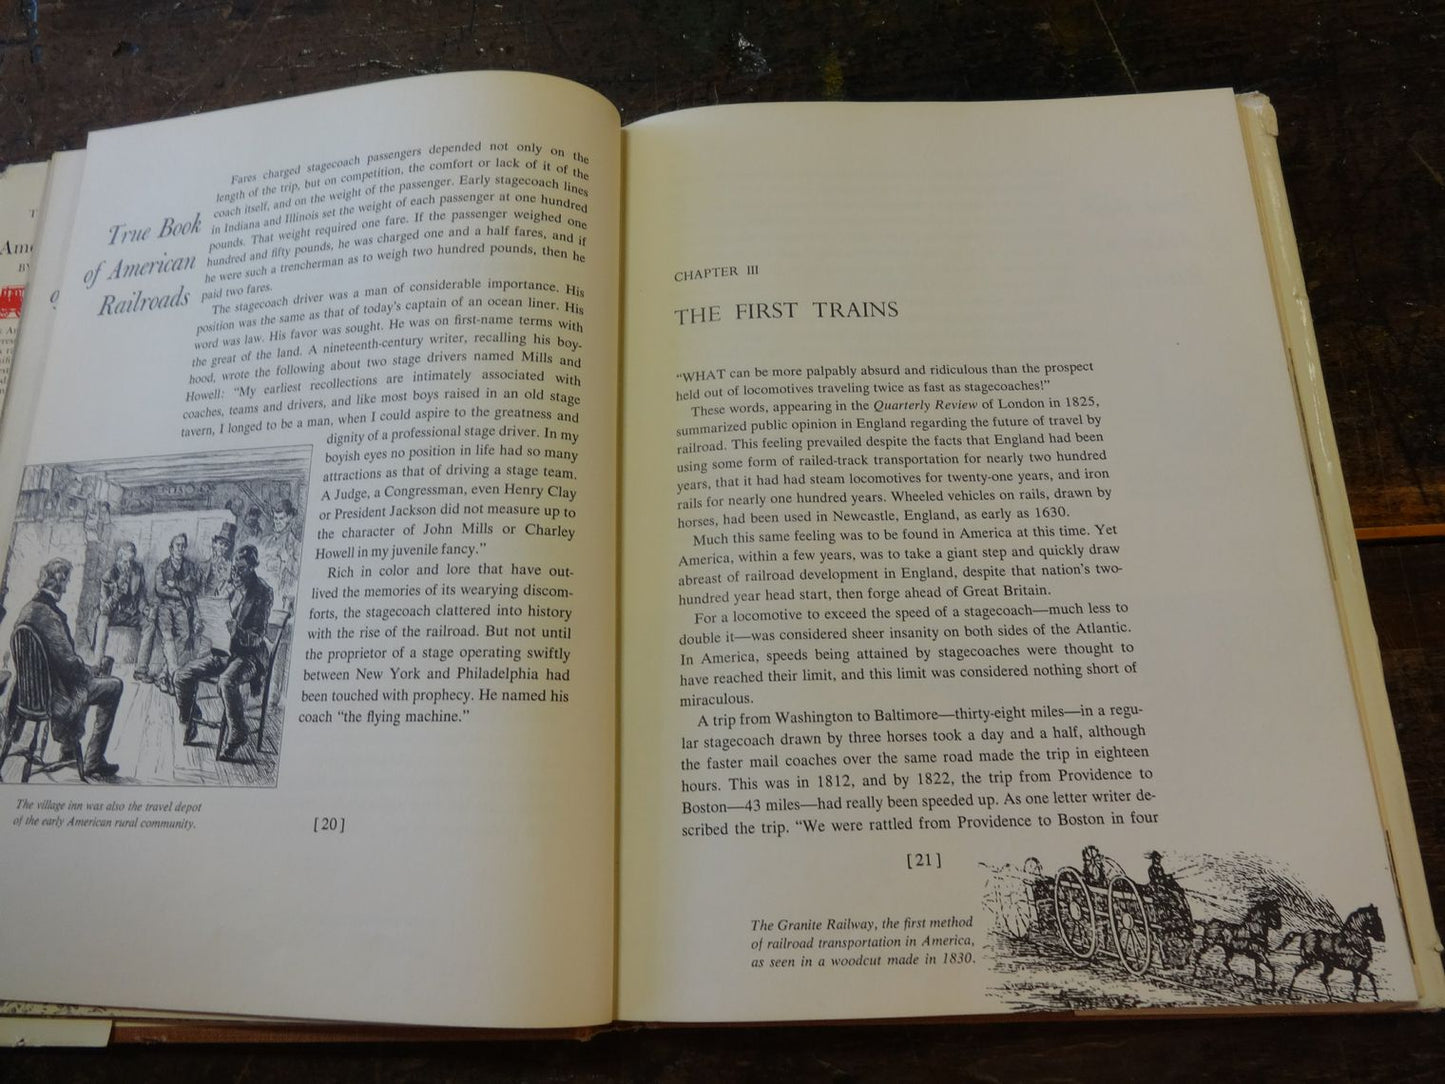 True Book
of American
Railroads
Fares charged stagecoach passengers depended not only on the
length of the trip, but on competition, the comfort or lack of it of the
coach itself, and on the weight of the passenger. Early stagecoach lines
in Indiana and Illinois set the weight of each passenger at one hundred
pounds. That weight required one fare. If the passenger weighed one
hundred and fifty pounds, he was charged one and a half fares, and if
he were such a trencherman as to weigh two hundred pounds, then he
paid two fares.
The stagecoach driver was a man of considerable importance. His
position was the same as that of today's captain of an ocean liner. His
word was law. His favor was sought. He was on first-name terms with
the great of the land. A nineteenth-century writer, recalling his boy-
hood, wrote the following about two stage drivers named Mills and
Howell: "My earliest recollections are intimately associated with
coaches, teams and drivers, and like most boys raised in an old stage
tavern, I longed to be a man, when I could aspire to the greatness and
dignity of a professional stage driver. In my
boyish eyes no position in life had so many
attractions as that of driving a stage team.
A Judge, a Congressman, even Henry Clay
or President Jackson did not measure up to
the character of John Mills or Charley
Howell in my juvenile fancy."
Rich in color and lore that have out-
lived the memories of its wearying discom-
forts, the stagecoach clattered into history
with the rise of the railroad. But not until
the proprietor of a stage operating swiftly
between New York and Philadelphia had
been touched with prophecy. He named his
coach "the flying machine."
The village inn was also the travel depot
of the early American rural community.
[20]
CHAPTER III
THE FIRST TRAINS
"WHAT can be more palpably absurd and ridiculous than the prospect
held out of locomotives traveling twice as fast as stagecoaches!"
These words, appearing in the Quarterly Review of London in 1825,
summarized public opinion in England regarding the future of travel by
railroad. This feeling prevailed despite the facts that England had been
using some form of railed-track transportation for nearly two hundred
years, that it had had steam locomotives for twenty-one years, and iron
rails for nearly one hundred years. Wheeled vehicles on rails, drawn by
horses, had been used in Newcastle, England, as early as 1630.
Much this same feeling was to be found in America at this time. Yet
America, within a few years, was to take a giant step and quickly draw
abreast of railroad development in England, despite that nation's two-
hundred year head start, then forge ahead of Great Britain.
For a locomotive to exceed the speed of a stagecoach—much less to
double it—was considered sheer insanity on both sides of the Atlantic.
In America, speeds being attained by stagecoaches were thought to
have reached their limit, and this limit was considered nothing short of
miraculous.
A trip from Washington to Baltimore—thirty-eight miles—in a regu-
lar stagecoach drawn by three horses took a day and a half, although
the faster mail coaches over the same road made the trip in eighteen
hours. This was in 1812, and by 1822, the trip from Providence to
Boston—43 miles—had really been speeded up. As one letter writer de-
scribed the trip. "We were rattled from Providence to Boston in four
[21]
The Granite Railway, the first method
of railroad transportation in America,
as seen in a woodcut made in 1830.